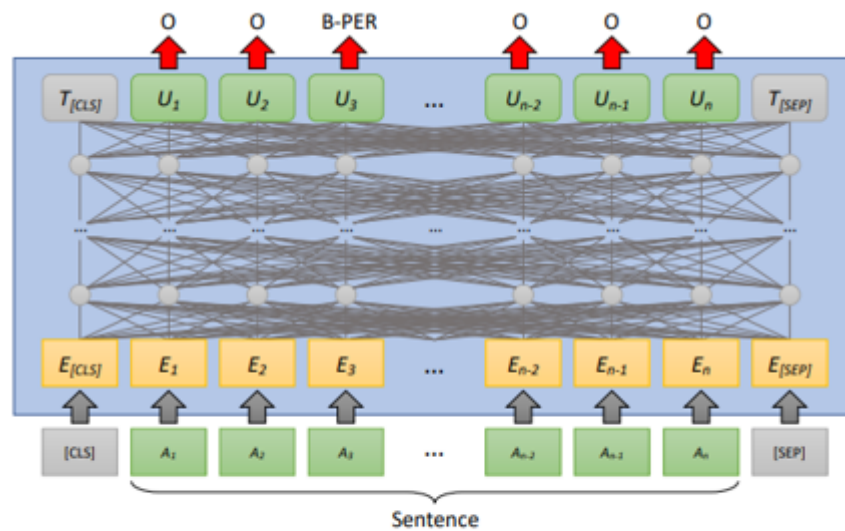 O O B-PER O O O
T[CLS] U1 U2 U3 ... Un-2 Un-1 Un T[SEP]
... ... ... ... ... ... ... ... ...
E[CLS] E1 E2 E3 ... En-2 En-1 En E[SEP]
[CLS] A1 A2 A3 ... An-2 An-1 An [SEP]
Sentence